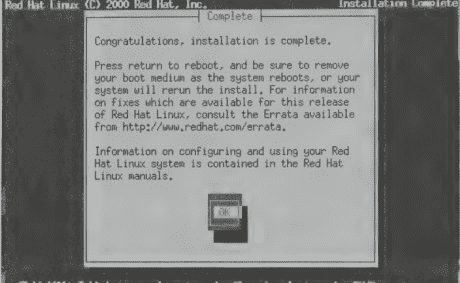 Red Hat Linux (C) 2000 Red Hat, Inc. Installation Complete
Complete
Congratulations, installation is complete.
Press return to reboot, and be sure to remove
your boot medium as the system reboots, or your
system will rerun the install. For information
on fixes which are available for this release
of Red Hat Linux, consult the Errata available
from http://www.redhat.com/errata.
Information on configuring and using your Red
Hat Linux system is contained in the Red Hat
Linux manuals.
OK